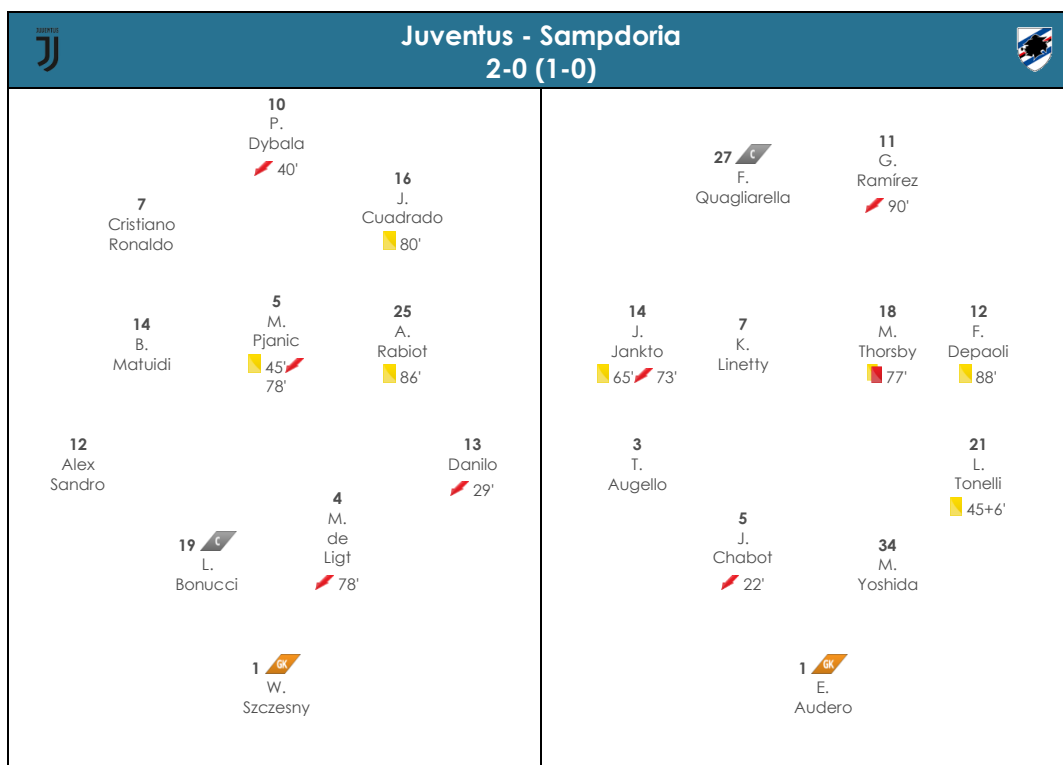 JUVENTUS
Juventus - Sampdoria
2-0 (1-0)
10
P.
Dybala
40'
7
Cristiano
Ronaldo
16
J.
Cuadrado
80'
14
B.
Matuidi
5
M.
Pjanic
45'
78'
25
A.
Rabiot
86'
12
Alex
Sandro
13
Danilo
29'
19 C
L.
Bonucci
4
M.
de
Ligt
78'
1 GK
W.
Szczesny
27 C
F.
Quagliarella
11
G.
Ramírez
90'
14
J.
Jankto
65' 73'
7
K.
Linetty
18
M.
Thorsby
77'
12
F.
Depaoli
88'
3
T.
Augello
21
L.
Tonelli
45+6'
5
J.
Chabot
22'
34
M.
Yoshida
1 GK
E.
Audero